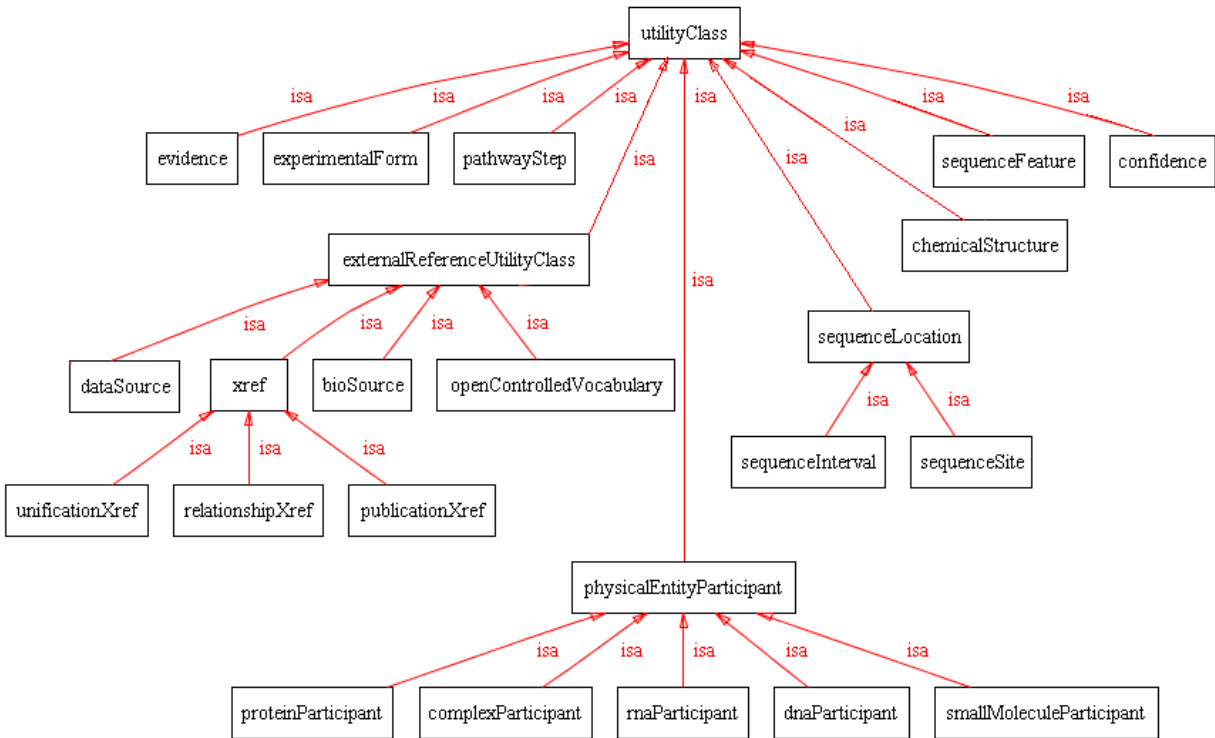 utilityClass
isa isa isa isa isa isa isa isa isa isa
evidence experimentalForm pathwayStep sequenceFeature confidence
externalReferenceUtilityClass chemicalStructure
isa
isa isa isa isa sequenceLocation
dataSource xref bioSource openControlledVocabulary
isa isa
isa isa isa sequenceInterval sequenceSite
unificationXref relationshipXref publicationXref
physicalEntityParticipant
isa isa isa isa isa
proteinParticipant complexParticipant rnaParticipant dnaParticipant smallMoleculeParticipant